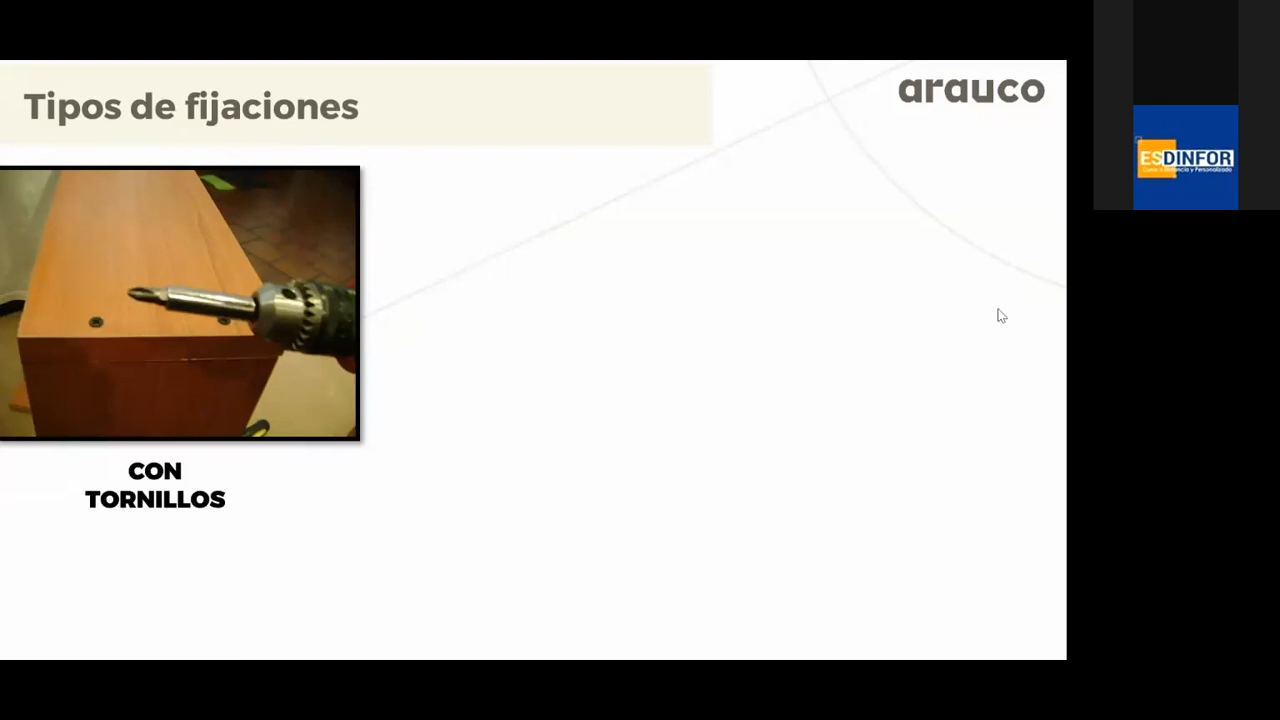 Tipos de fijaciones
arauco
ESDINFOR
CON
TORNILLOS